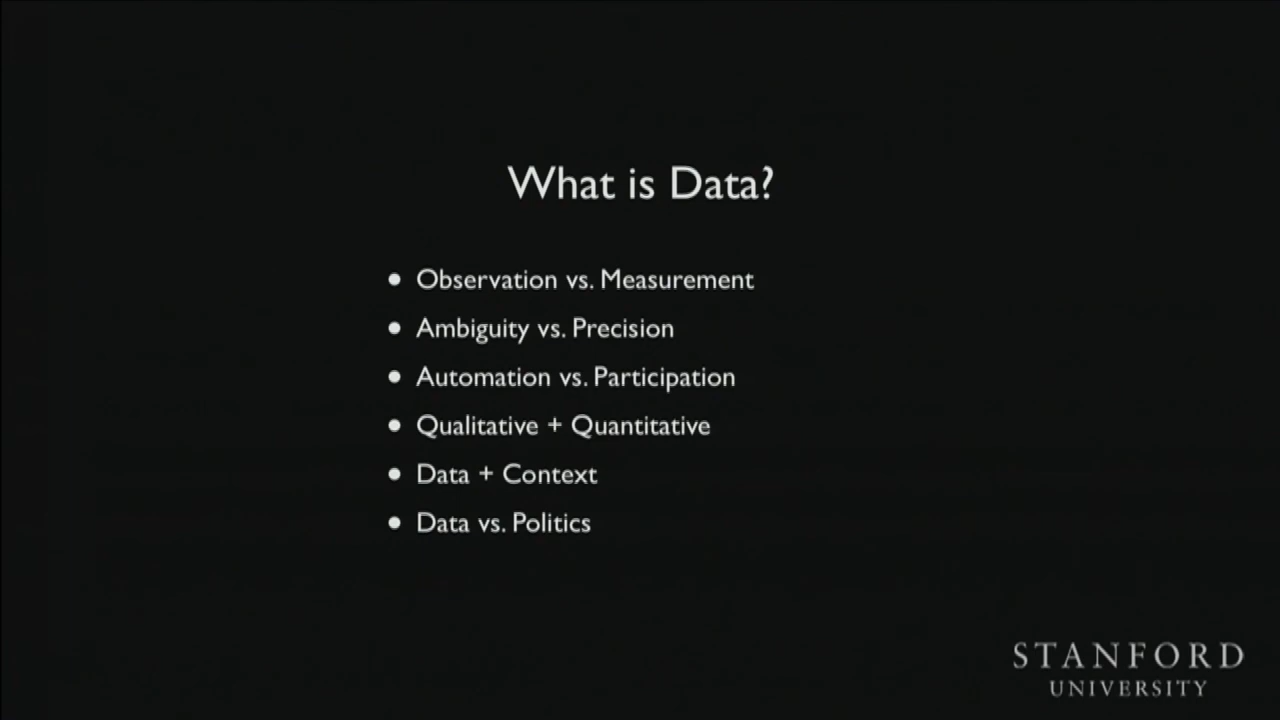 What is Data?
● Observation vs. Measurement
● Ambiguity vs. Precision
● Automation vs. Participation
● Qualitative + Quantitative
● Data + Context
● Data vs. Politics
STANFORD
UNIVERSITY